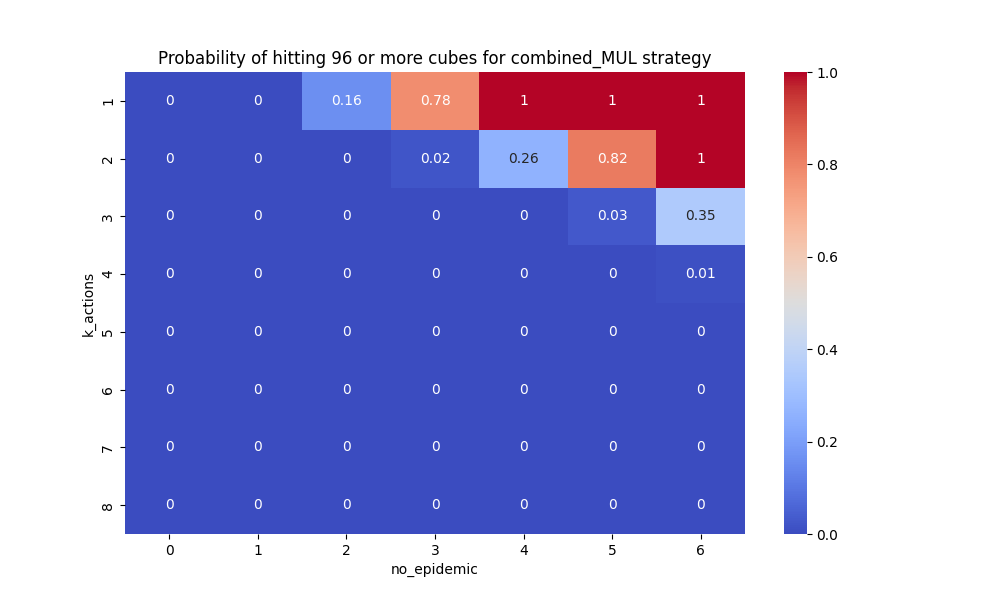 Probability of hitting 96 or more cubes for combined_MUL strategy
k_actions
1 0 0 0.16 0.78 1 1 1
2 0 0 0 0.02 0.26 0.82 1
3 0 0 0 0 0 0.03 0.35
4 0 0 0 0 0 0 0.01
5 0 0 0 0 0 0 0
6 0 0 0 0 0 0 0
7 0 0 0 0 0 0 0
8 0 0 0 0 0 0 0
0 1 2 3 4 5 6
no_epidemic
1.0
0.8
0.6
0.4
0.2
0.0